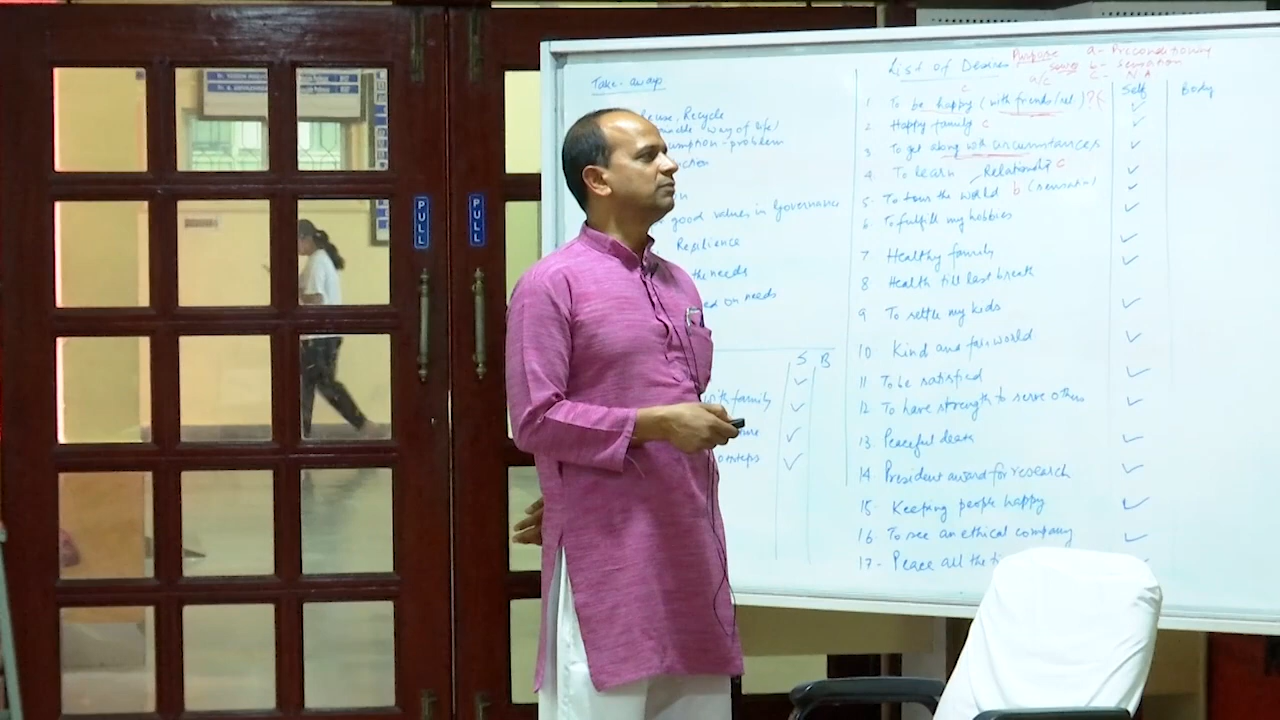 PULL
PULL
Take-away
Reuse, Recycle
way of life)
problem
good values in Governance
Resilience
the needs
on needs
S B
with family
List of Desires
Purpose
a - Preconditioning
b - Sensation
C - N A
a/c
Self
Body
c
1 To be happy (with friends/rel.)?(
2 Happy family c
3 To get along with circumstances
4 To learn Relationship c
5- To tour the world b (sensation)
6. To fulfill my hobbies
7 Healthy family
8 Health till last breath
9 To settle my kids
10 Kind and fair world
11 To be satisfied
12 To have strength to serve others
13. Peaceful death
14 President award for research
15- Keeping people happy
16. To see an ethical company
17- Peace all the